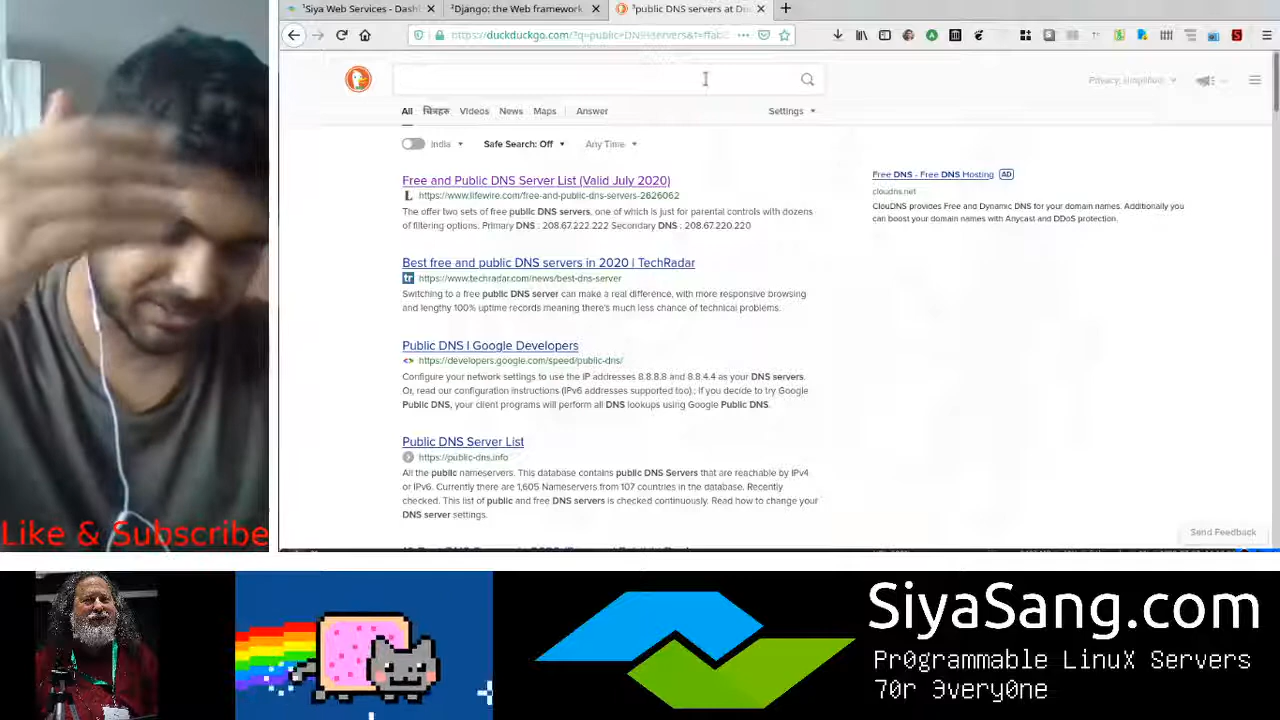 ¹Siya Web Services - Dash
²Django: the Web framework
³public DNS servers at Du
https://duckduckgo.com/?q=public+DNS+servers&t=ffab
All
Videos
News
Maps
Answer
Settings
Privacy, simplified.
India
Safe Search: Off
Any Time
Free and Public DNS Server List (Valid July 2020)
https://www.lifewire.com/free-and-public-dns-servers-2626062
The offer two sets of free public DNS servers, one of which is just for parental controls with dozens
of filtering options. Primary DNS : 208.67.222.222 Secondary DNS : 208.67.220.220
Best free and public DNS servers in 2020 | TechRadar
https://www.techradar.com/news/best-dns-server
Switching to a free public DNS server can make a real difference, with more responsive browsing
and lengthy 100% uptime records meaning there's much less chance of technical problems.
Public DNS | Google Developers
https://developers.google.com/speed/public-dns/
Configure your network settings to use the IP addresses 8.8.8.8 and 8.8.4.4 as your DNS servers.
Or, read our configuration instructions (IPv6 addresses supported too).; If you decide to try Google
Public DNS, your client programs will perform all DNS lookups using Google Public DNS.
Public DNS Server List
https://public-dns.info
All the public nameservers. This database contains public DNS Servers that are reachable by IPv4
or IPv6. Currently there are 1,605 Nameservers from 107 countries in the database. Recently
checked. This list of public and free DNS servers is checked continuously. Read how to change your
DNS server settings.
Free DNS - Free DNS Hosting AD
cloudns.net
ClouDNS provides Free and Dynamic DNS for your domain names. Additionally you
can boost your domain names with Anycast and DDoS protection.
Send Feedback
Like & Subscribe
SiyaSang.com
Pr0grammable LinuX Servers
70r 3very0ne